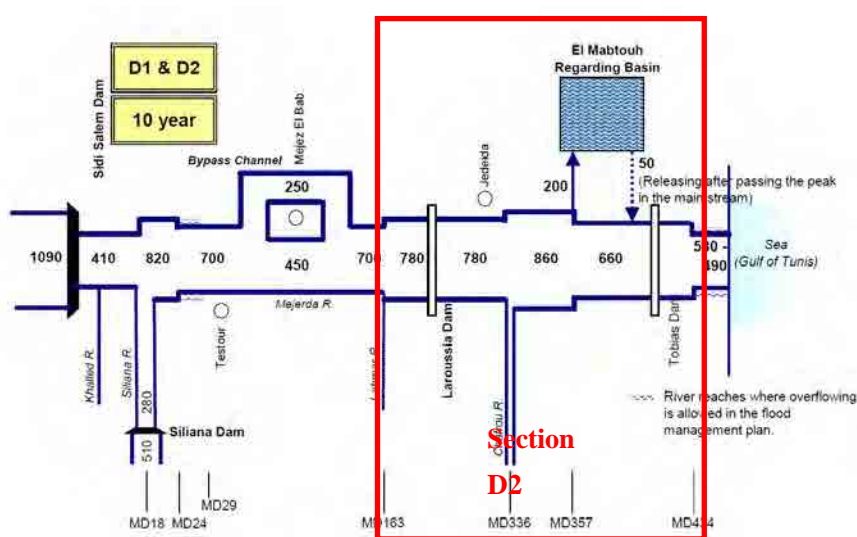 D1 & D2
10 year
Sidi Salem Dam
Bypass Channel
Mejez El Bab
250
El Mabtouh
Regarding Basin
Jedeida
200
50
(Releasing after passing the peak
in the main stream)
1090
410
820
700
450
700
780
780
860
660
490
Sea
(Gulf of Tunis)
Mejerda R.
Khalled R.
Siliana R.
Testour
280
510
Siliana Dam
Laroussia Dam
Tobias Dam
River reaches where overflowing
is allowed in the flood
management plan.
Section
D2
MD18
MD24
MD29
MD163
MD336
MD357
MD434